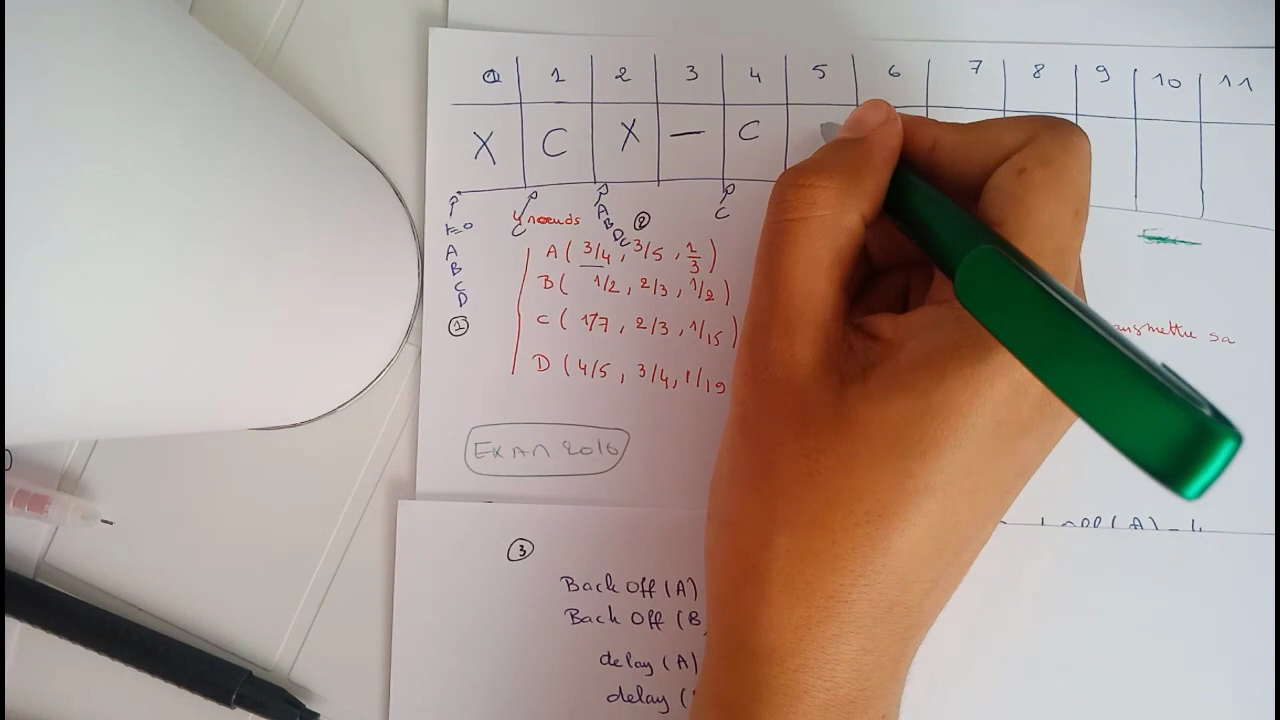 0 1 2 3 4 5 6 7 8 9 10 11
X C X — C
t=0
A
B
C
D
①
C
A
B
D
C
②
C
4 nœuds
A ( 3/4 , 3/5 , 1/3 )
B ( 1/2 , 2/3 , 1/2 )
C ( 1/7 , 2/3 , 1/15 )
D ( 4/5 , 3/4 , 1/19
sa
EXAM 2016
③
Back Off (A)
Back Off (B
delay (A)
delay (